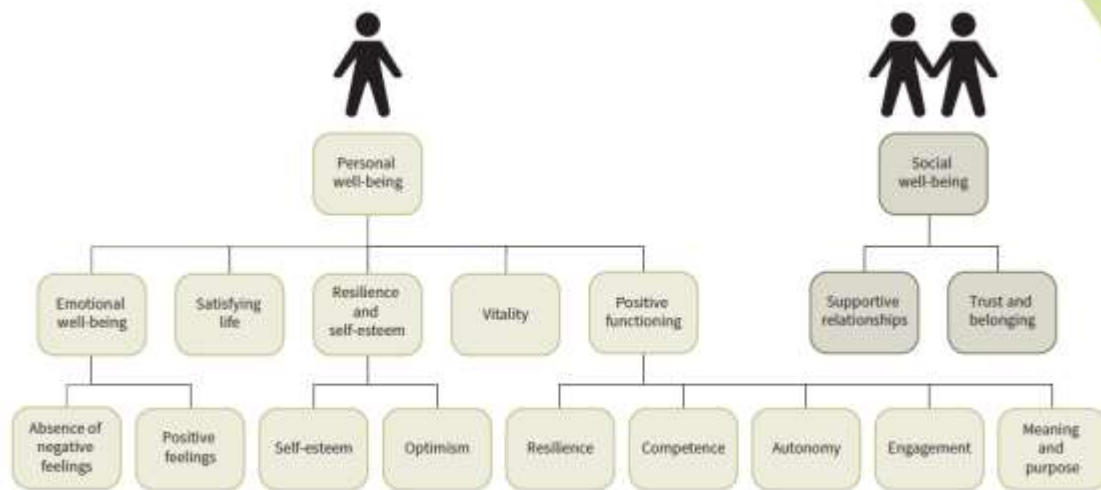 Personal
well-being
Social
well-being
Emotional
well-being
Satisfying
life
Resilience
and
self-esteem
Vitality
Positive
functioning
Supportive
relationships
Trust and
belonging
Absence of
negative
feelings
Positive
feelings
Self-esteem
Optimism
Resilience
Competence
Autonomy
Engagement
Meaning
and
purpose